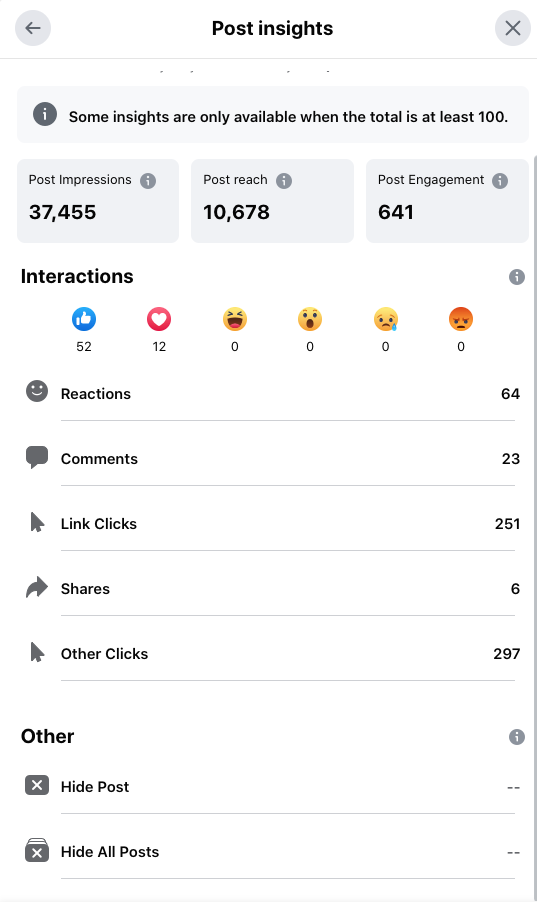 Post insights
Some insights are only available when the total is at least 100.
Post Impressions
37,455
Post reach
10,678
Post Engagement
641
Interactions
52 12 0 0 0 0
Reactions 64
Comments 23
Link Clicks 251
Shares 6
Other Clicks 297
Other
Hide Post --
Hide All Posts --